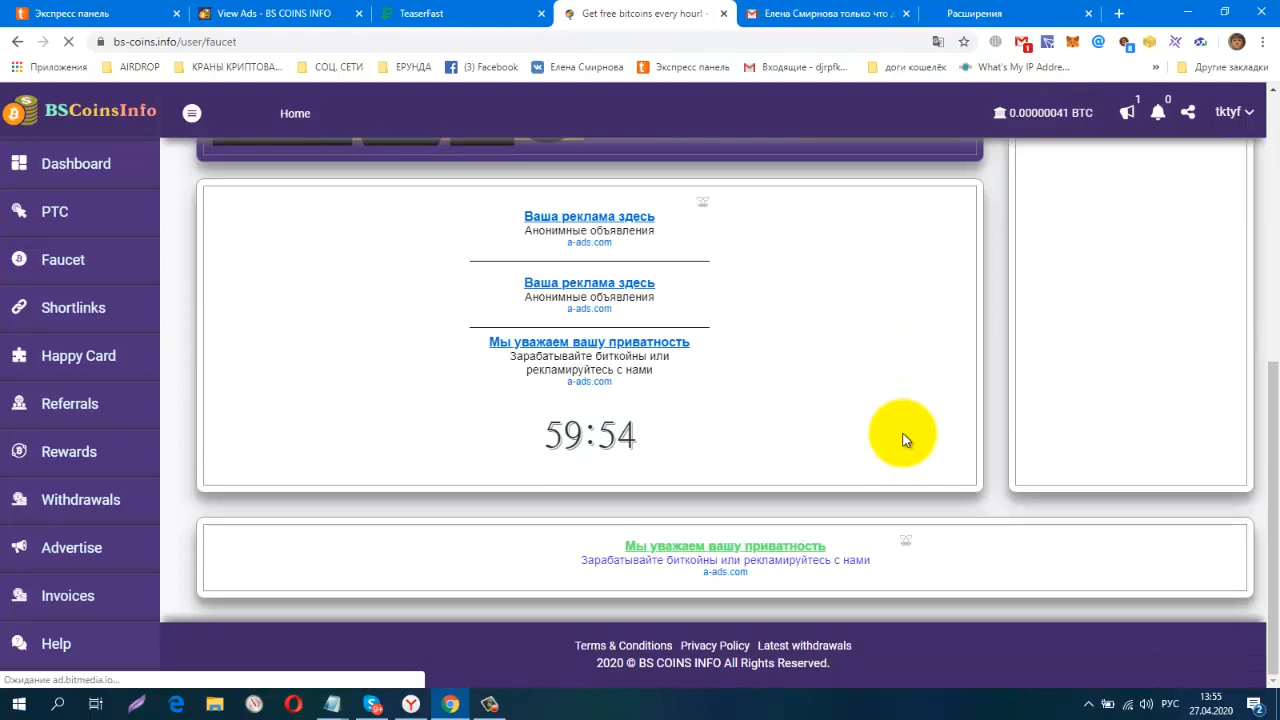 Экспресс панель
View Ads - BS COINS INFO
TeaserFast
Get free bitcoins every hour!
Елена Смирнова только что д
Расширения
bs-coins.info/user/faucet
Приложения
AIRDROP
КРАНЫ КРИПТОВА...
СОЦ. СЕТИ
ЕРУНДА
(3) Facebook
Елена Смирнова
Экспресс панель
Входящие - djrpfk...
доги кошелёк
What's My IP Addre...
»
Другие закладки
BSCoinsInfo
Home
0.00000041 BTC
1
0
tktyf
Dashboard
PTC
Faucet
Shortlinks
Happy Card
Referrals
Rewards
Withdrawals
Advertise
Invoices
Help
Ваша реклама здесь
Анонимные объявления
a-ads.com
Ваша реклама здесь
Анонимные объявления
a-ads.com
Мы уважаем вашу приватность
Зарабатывайте биткойны или
рекламируйтесь с нами
a-ads.com
59:54
Мы уважаем вашу приватность
Зарабатывайте биткойны или рекламируйтесь с нами
a-ads.com
Terms & Conditions Privacy Policy Latest withdrawals
2020 © BS COINS INFO All Rights Reserved.
Ожидание ad.bitmedia.io...
РУС
13:55
27.04.2020
2